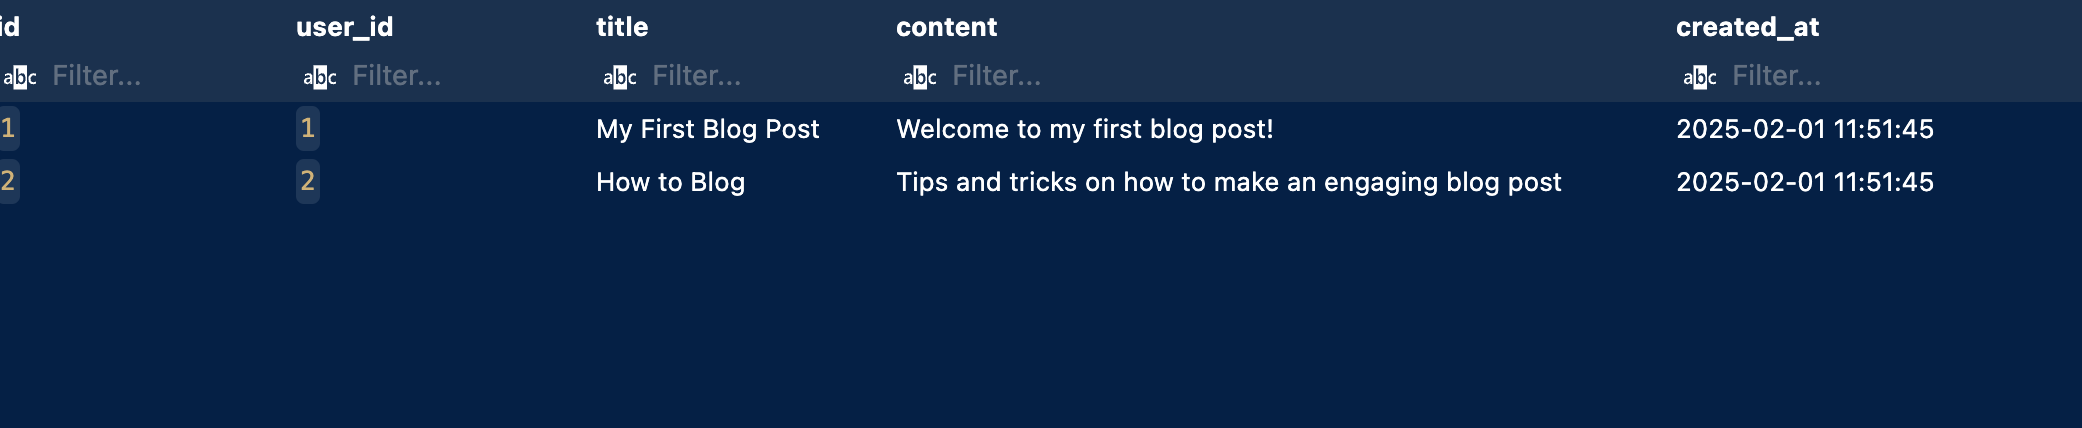 id user_id title content created_at
abc Filter... abc Filter... abc Filter... abc Filter... abc Filter...
1 1 My First Blog Post Welcome to my first blog post! 2025-02-01 11:51:45
2 2 How to Blog Tips and tricks on how to make an engaging blog post 2025-02-01 11:51:45